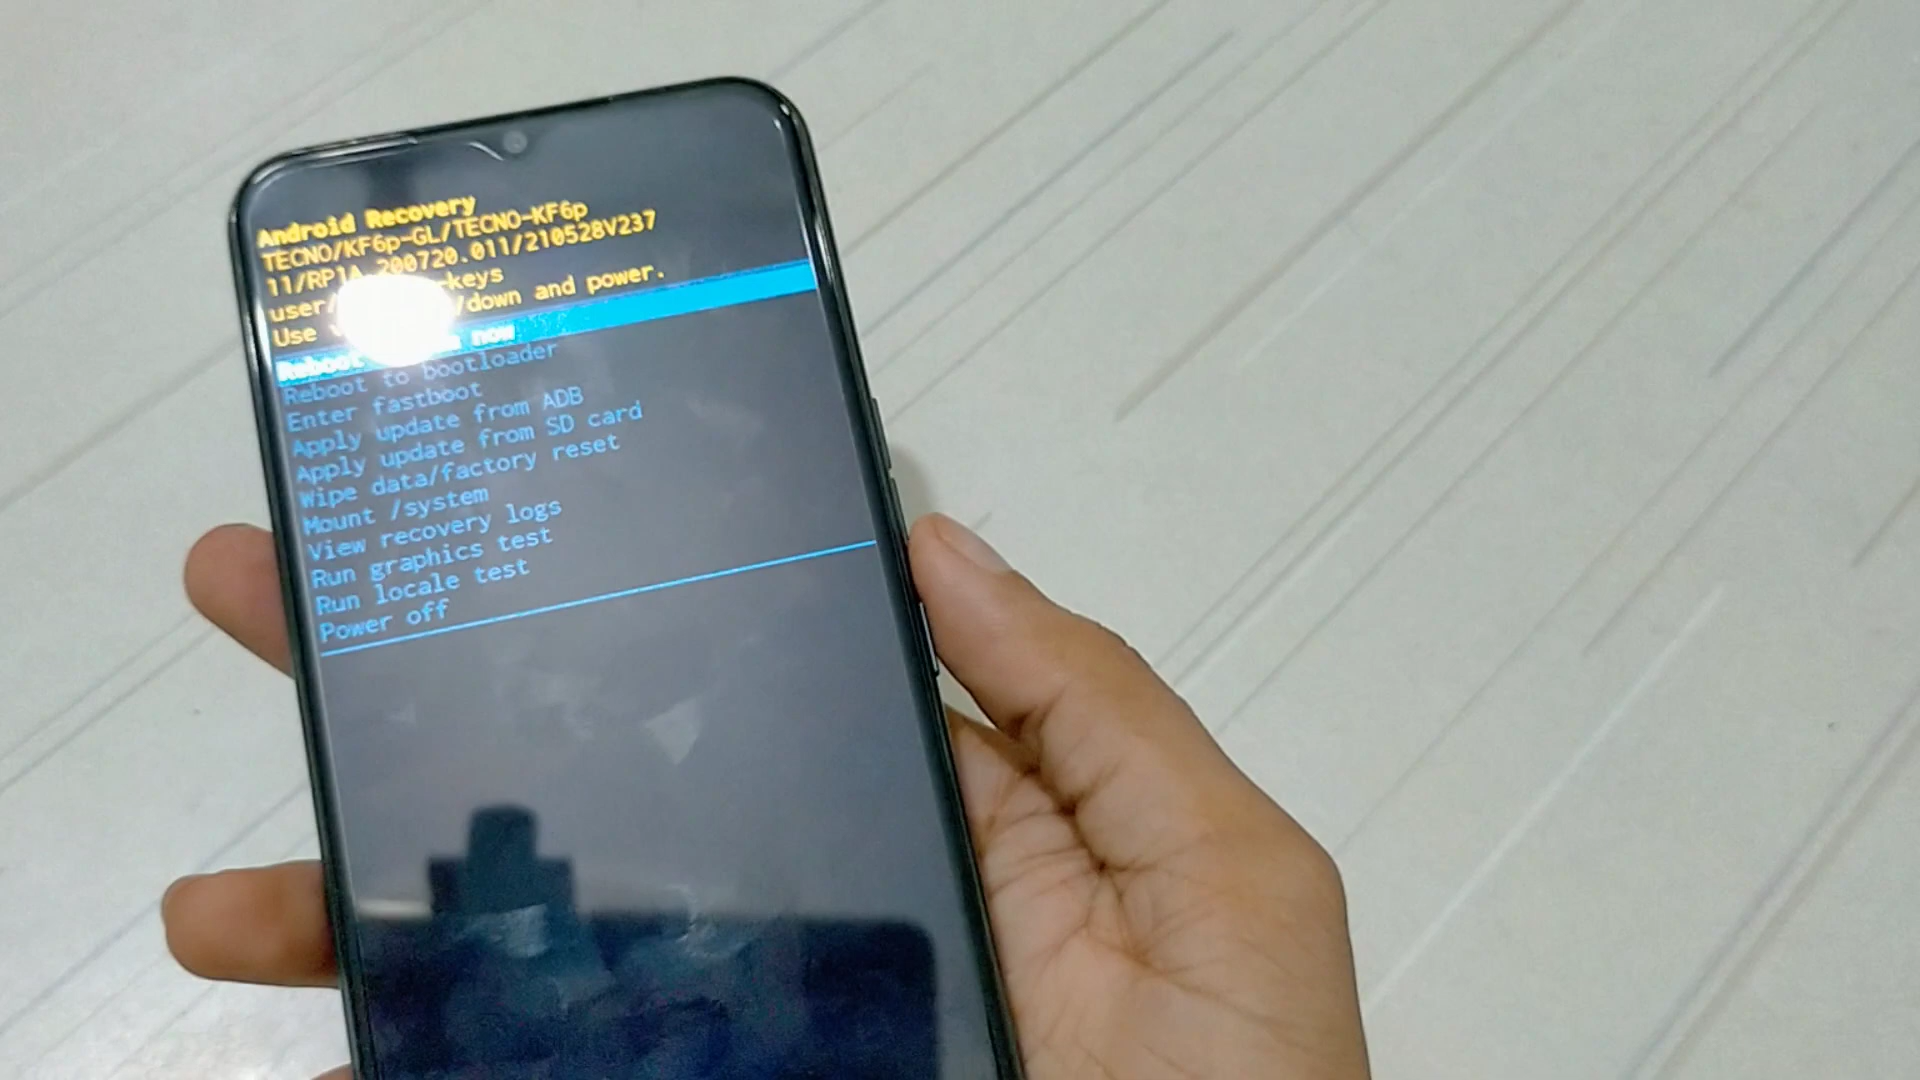 Android Recovery
TECNO/KF6p-GL/TECNO-KF6p
11/RP1A.200720.011/210528V237
user/ -keys
Use /down and power.
Reboot now
Reboot to bootloader
Enter fastboot
Apply update from ADB
Apply update from SD card
Wipe data/factory reset
Mount /system
View recovery logs
Run graphics test
Run locale test
Power off